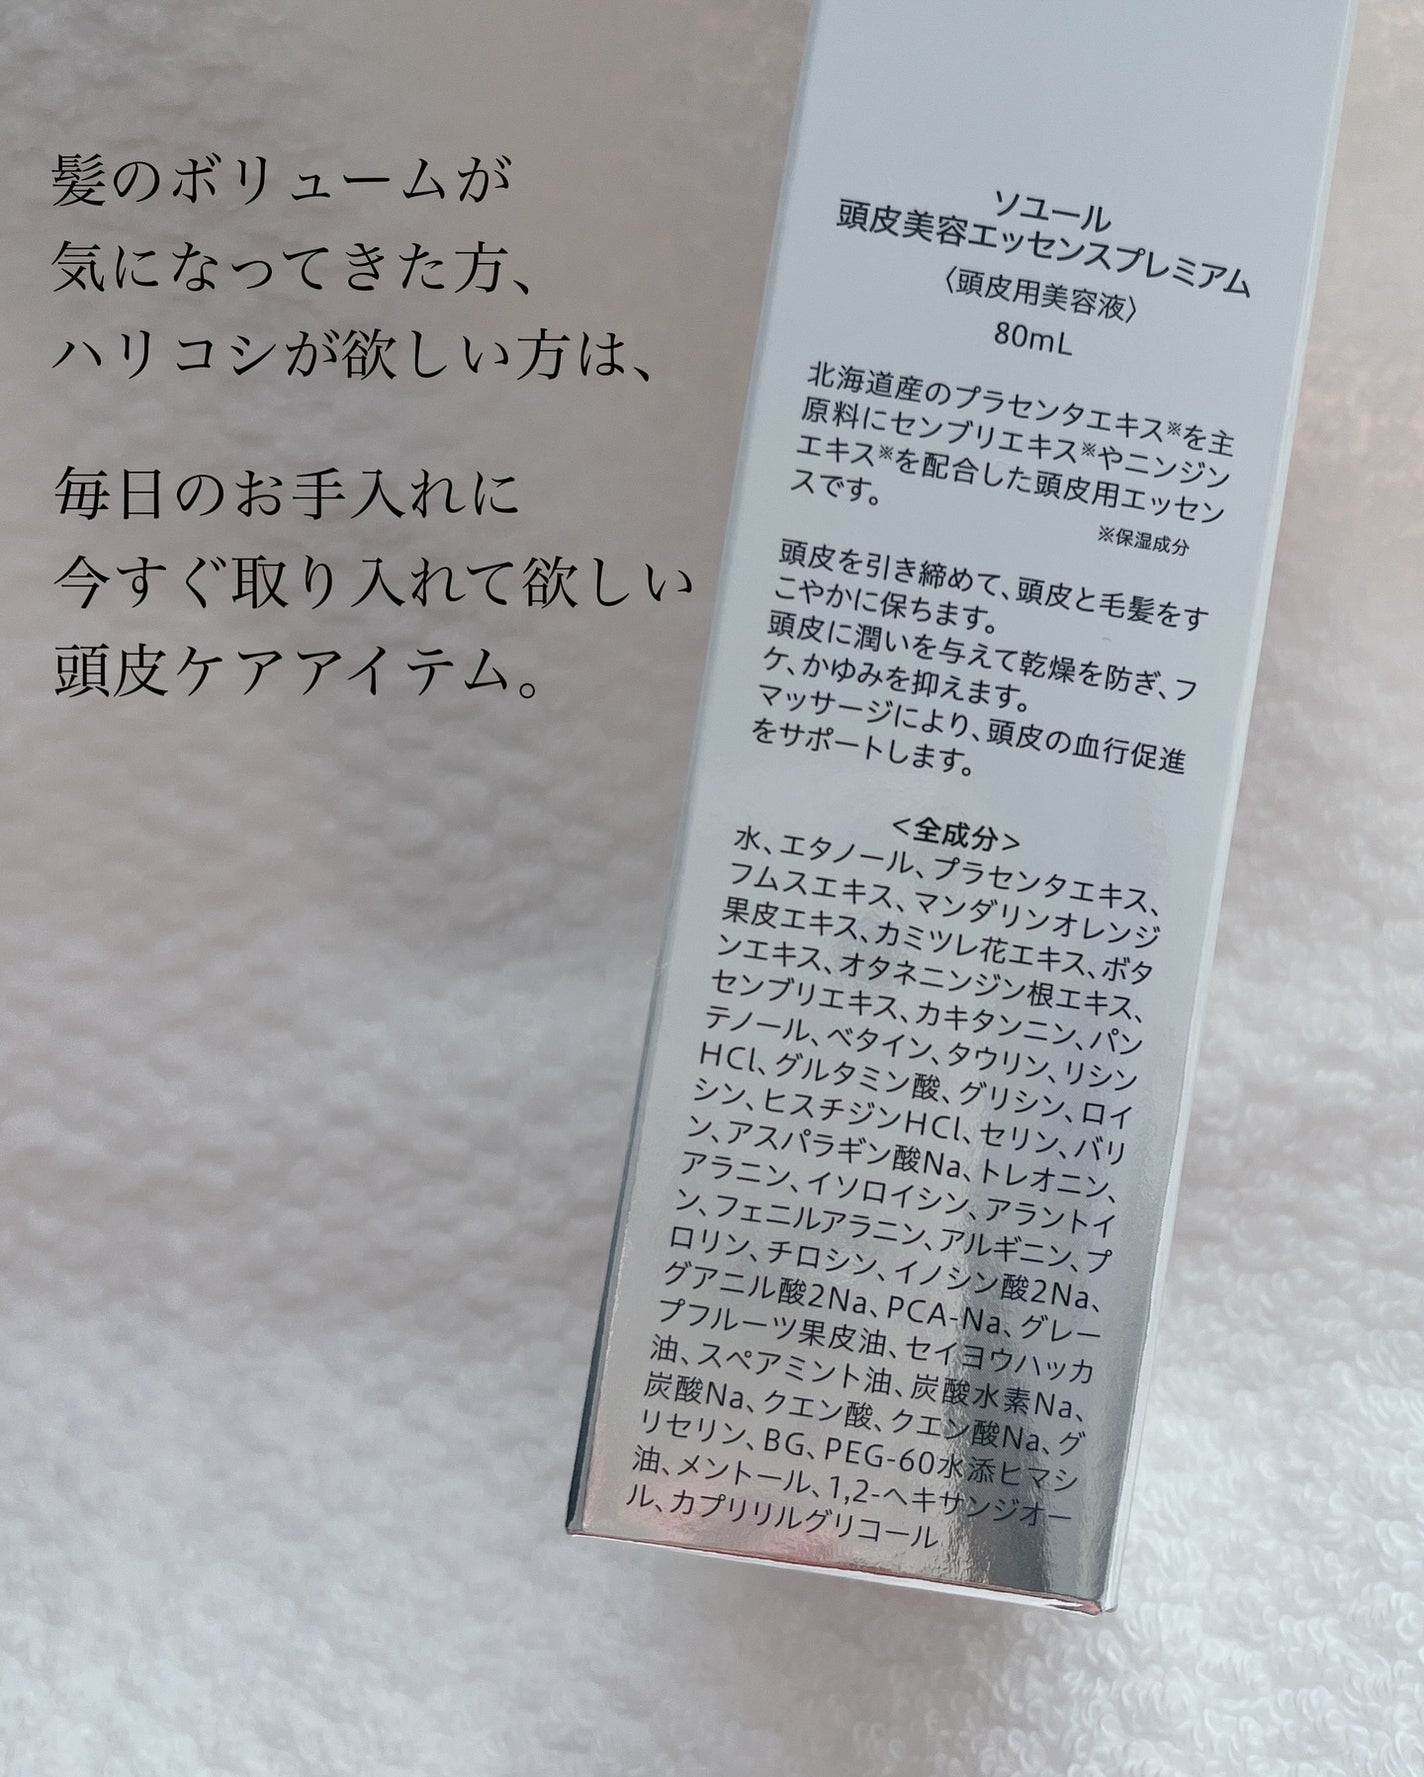 髪のボリュームが
気になってきた方、
ハリコシが欲しい方は、
毎日のお手入れに
今すぐ取り入れて欲しい
頭皮ケアアイテム。
ソユール
頭皮美容エッセンスプレミアム
〈頭皮用美容液〉
80mL
北海道産のプラセンタエキス※を主
原料にセンブリエキス※やニンジン
エキス※を配合した頭皮用エッセン
スです。
※保湿成分
頭皮を引き締めて、頭皮と毛髪をす
こやかに保ちます。
頭皮に潤いを与えて乾燥を防ぎ、フ
ケ、かゆみを抑えます。
マッサージにより、頭皮の血行促進
をサポートします。
<全成分>
水、エタノール、プラセンタエキス、
フムスエキス、マンダリンオレンジ
果皮エキス、カミツレ花エキス、ボタ
ンエキス、オタネニンジン根エキス、
センブリエキス、カキタンニン、パン
テノール、ベタイン、タウリン、リシン
HCl、グルタミン酸、グリシン、ロイ
シン、ヒスチジンHCl、セリン、バリ
ン、アスパラギン酸Na、トレオニン、
アラニン、イソロイシン、アラントイ
ン、フェニルアラニン、アルギニン、プ
ロリン、チロシン、イノシン酸2Na、
グアニル酸2Na、PCA-Na、グレー
プフルーツ果皮油、セイヨウハッカ
油、スペアミント油、炭酸水素Na、
炭酸Na、クエン酸、クエン酸Na、グ
リセリン、BG、PEG-60水添ヒマシ
油、メントール、1,2-ヘキサンジオー
ル、カプリリルグリコール